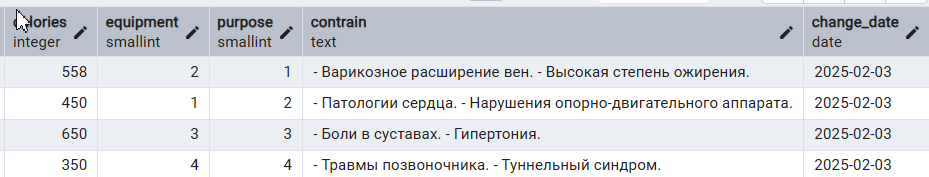 calories equipment purpose contrain change_date
integer smallint smallint text date
558 2 1 - Варикозное расширение вен. - Высокая степень ожирения. 2025-02-03
450 1 2 - Патологии сердца. - Нарушения опорно-двигательного аппарата. 2025-02-03
650 3 3 - Боли в суставах. - Гипертония. 2025-02-03
350 4 4 - Травмы позвоночника. - Туннельный синдром. 2025-02-03